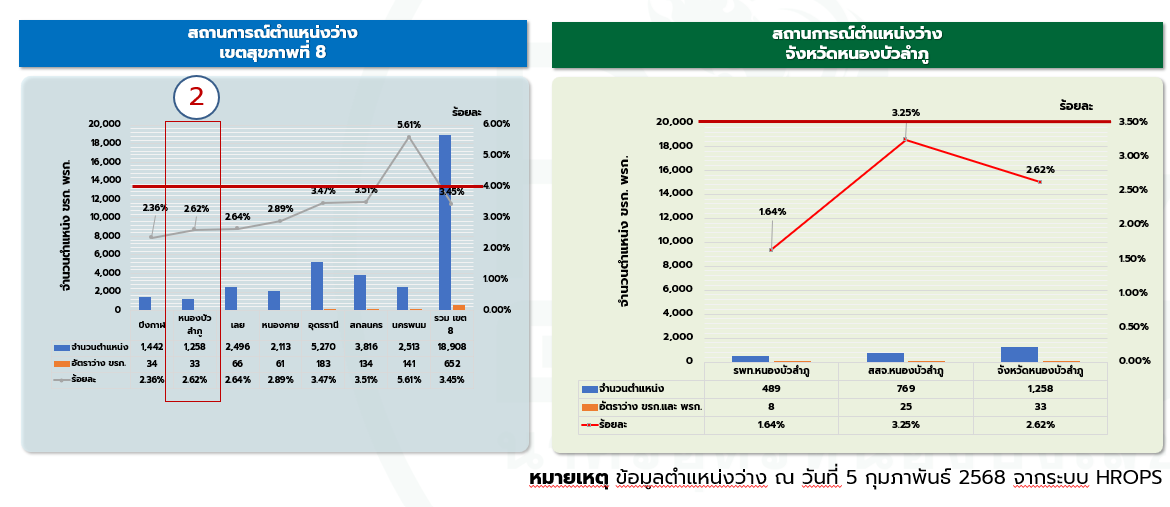 สถานการณ์ตำแหน่งว่าง
เขตสุขภาพที่ 8
2
ร้อยละ
จำนวนตำแหน่ง ขรก. พรก.
20,000
18,000
16,000
14,000
12,000
10,000
8,000
6,000
4,000
2,000
0
6.00%
5.00%
4.00%
3.00%
2.00%
1.00%
0.00%
2.36%
2.62%
2.64%
2.89%
3.47%
3.51%
5.61%
3.45%
บึงกาฬ หนองบัวลำภู เลย หนองคาย อุดรธานี สกลนคร นครพนม รวม เขต 8
จำนวนตำแหน่ง 1,442 1,258 2,496 2,113 5,270 3,816 2,513 18,908
อัตราว่าง ขรก. 34 33 66 61 183 134 141 652
ร้อยละ 2.36% 2.62% 2.64% 2.89% 3.47% 3.51% 5.61% 3.45%
สถานการณ์ตำแหน่งว่าง
จังหวัดหนองบัวลำภู
ร้อยละ
จำนวนตำแหน่ง ขรก. พรก.
20,000
18,000
16,000
14,000
12,000
10,000
8,000
6,000
4,000
2,000
0
3.50%
3.00%
2.50%
2.00%
1.50%
1.00%
0.50%
0.00%
1.64%
3.25%
2.62%
รพท.หนองบัวลำภู สสจ.หนองบัวลำภู จังหวัดหนองบัวลำภู
จำนวนตำแหน่ง 489 769 1,258
อัตราว่าง ขรก.และ พรก. 8 25 33
ร้อยละ 1.64% 3.25% 2.62%
หมายเหตุ ข้อมูลตำแหน่งว่าง ณ วันที่ 5 กุมภาพันธ์ 2568 จากระบบ HROPS